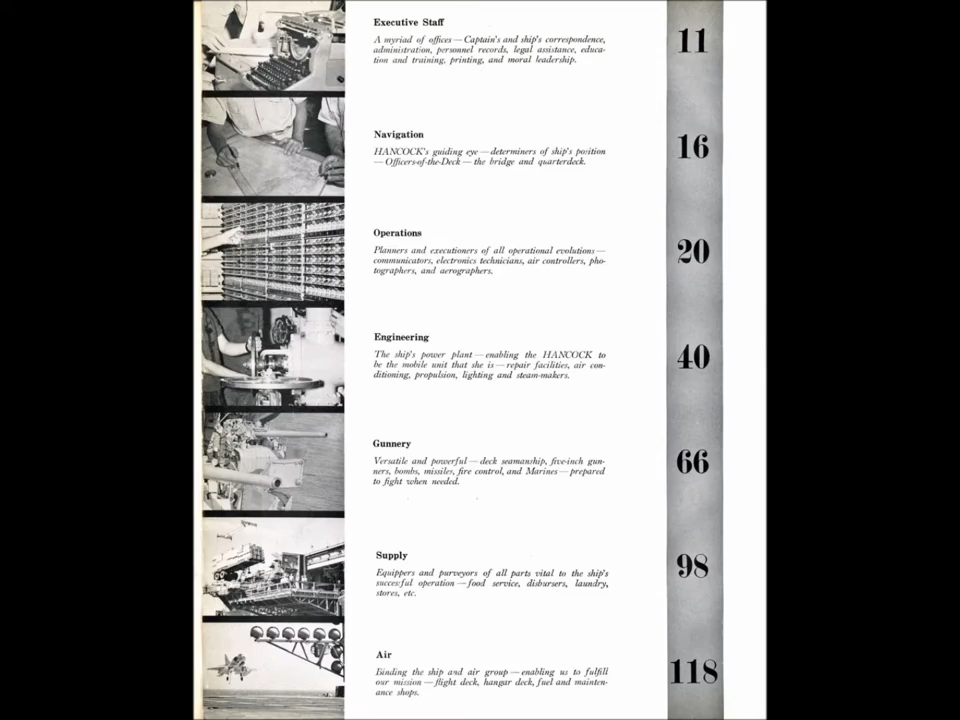 Executive Staff
A myriad of offices — Captain's and ship's correspondence,
administration, personnel records, legal assistance, educa-
tion and training, printing, and moral leadership.
11
Navigation
HANCOCK's guiding eye — determiners of ship's position
— Officers-of-the-Deck — the bridge and quarterdeck.
16
Operations
Planners and executioners of all operational evolutions —
communicators, electronics technicians, air controllers, pho-
tographers, and aerographers.
20
Engineering
The ship's power plant — enabling the HANCOCK to
be the mobile unit that she is — repair facilities, air con-
ditioning, propulsion, lighting and steam-makers.
40
Gunnery
Versatile and powerful — deck seamanship, five-inch gun-
ners, bombs, missiles, fire control, and Marines — prepared
to fight when needed.
66
Supply
Equippers and purveyors of all parts vital to the ship's
successful operation — food service, disbursers, laundry,
stores, etc.
98
Air
Binding the ship and air group — enabling us to fulfill
our mission — flight deck, hangar deck, fuel and mainten-
ance shops.
118